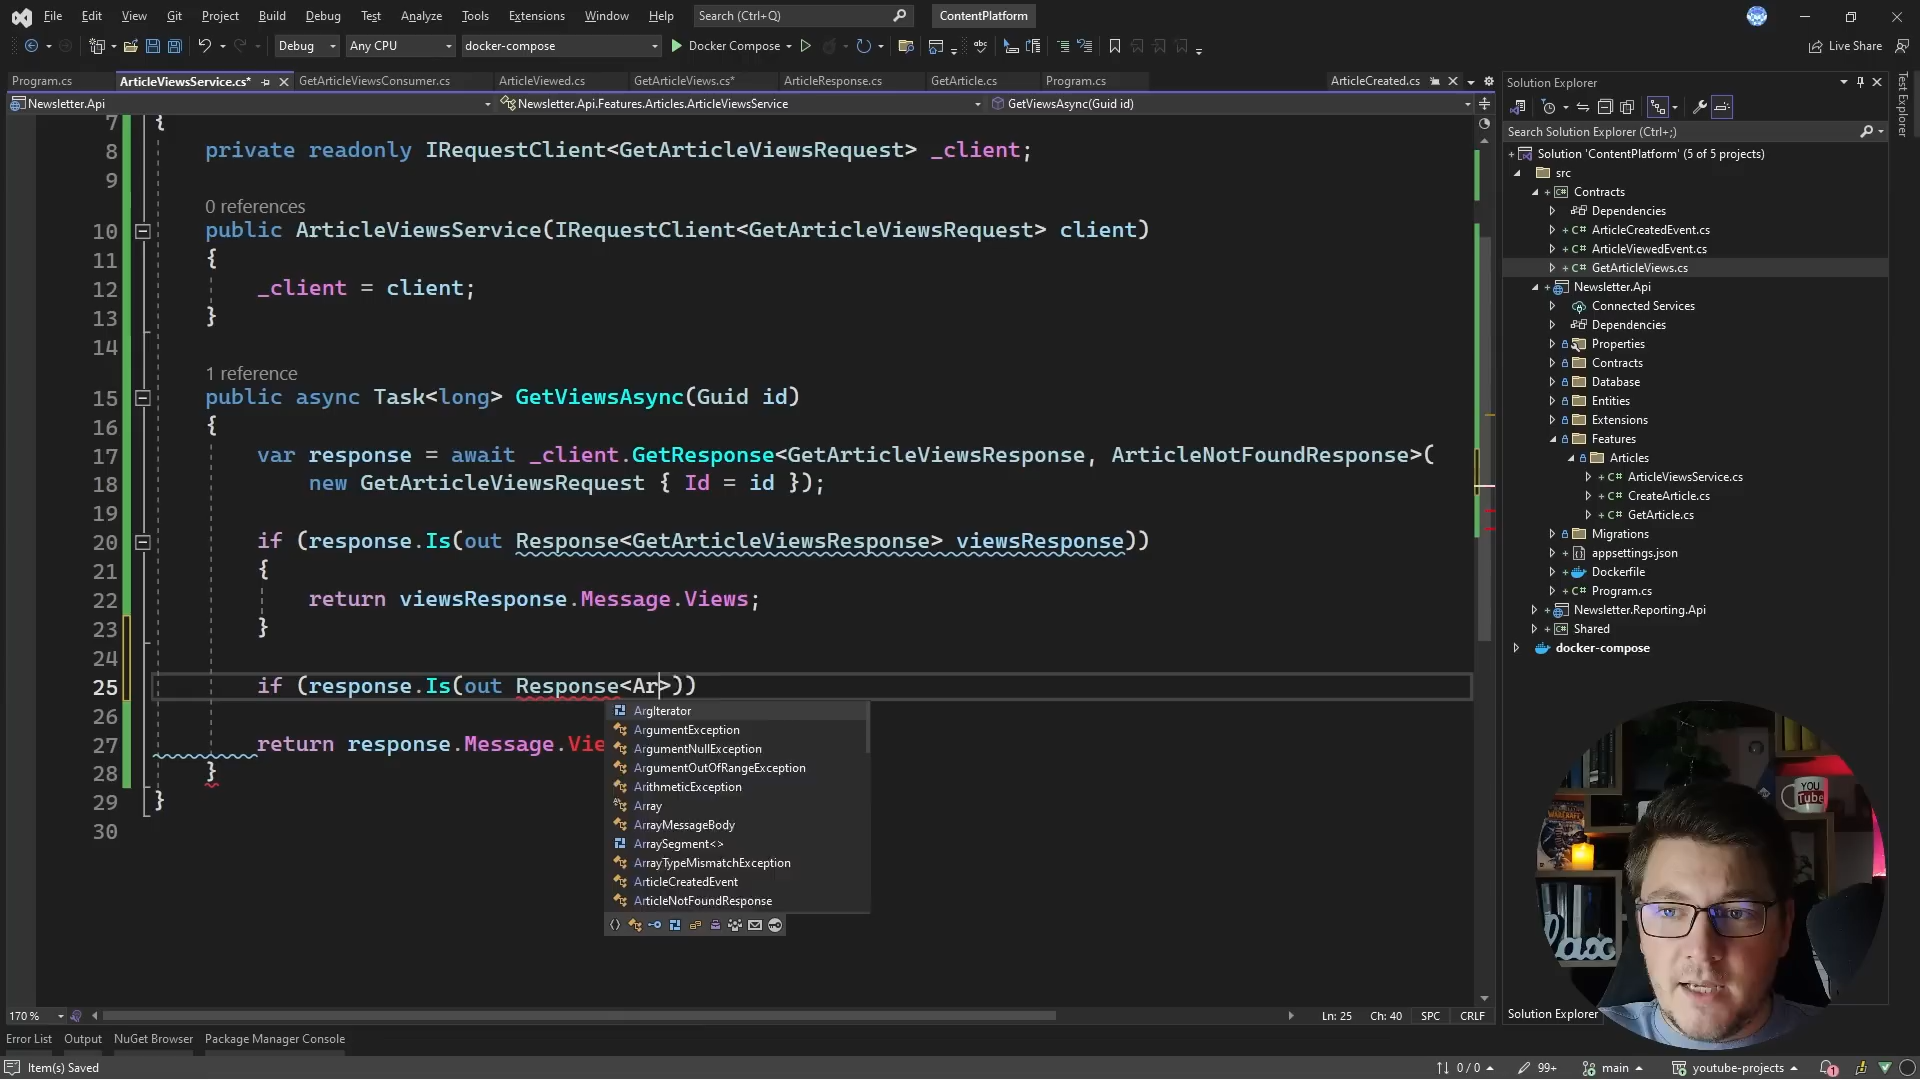 File Edit View Git Project Build Debug Test Analyze Tools Extensions Window Help Search (Ctrl+Q) ContentPlatform
Debug Any CPU docker-compose Docker Compose Live Share
Program.cs ArticleViewsService.cs* GetArticleViewsConsumer.cs ArticleViewed.cs GetArticleViews.cs* ArticleResponse.cs GetArticle.cs Program.cs ArticleCreated.cs
Newsletter.Api Newsletter.Api.Features.Articles.ArticleViewsService GetViewsAsync(Guid id)
7 {
8 private readonly IRequestClient<GetArticleViewsRequest> _client;
9
0 references
10 public ArticleViewsService(IRequestClient<GetArticleViewsRequest> client)
11 {
12 _client = client;
13 }
14
1 reference
15 public async Task<long> GetViewsAsync(Guid id)
16 {
17 var response = await _client.GetResponse<GetArticleViewsResponse, ArticleNotFoundResponse>(
18 new GetArticleViewsRequest { Id = id });
19
20 if (response.Is(out Response<GetArticleViewsResponse> viewsResponse))
21 {
22 return viewsResponse.Message.Views;
23 }
24
25 if (response.Is(out Response<Ar>))
26
27 return response.Message.Vie
28 }
29 }
30
ArgIterator
ArgumentException
ArgumentNullException
ArgumentOutOfRangeException
ArithmeticException
Array
ArrayMessageBody
ArraySegment<>
ArrayTypeMismatchException
ArticleCreatedEvent
ArticleNotFoundResponse
Solution Explorer
Search Solution Explorer (Ctrl+;)
Solution 'ContentPlatform' (5 of 5 projects)
src
Contracts
Dependencies
ArticleCreatedEvent.cs
ArticleViewedEvent.cs
GetArticleViews.cs
Newsletter.Api
Connected Services
Dependencies
Properties
Contracts
Database
Entities
Extensions
Features
Articles
ArticleViewsService.cs
CreateArticle.cs
GetArticle.cs
Migrations
appsettings.json
Dockerfile
Program.cs
Newsletter.Reporting.Api
Shared
docker-compose
Test Explorer
YOU
Tube
170 % Ln: 25 Ch: 40 SPC CRLF
Solution Explorer
Error List Output NuGet Browser Package Manager Console
Item(s) Saved 0 / 0 99+ main youtube-projects 1